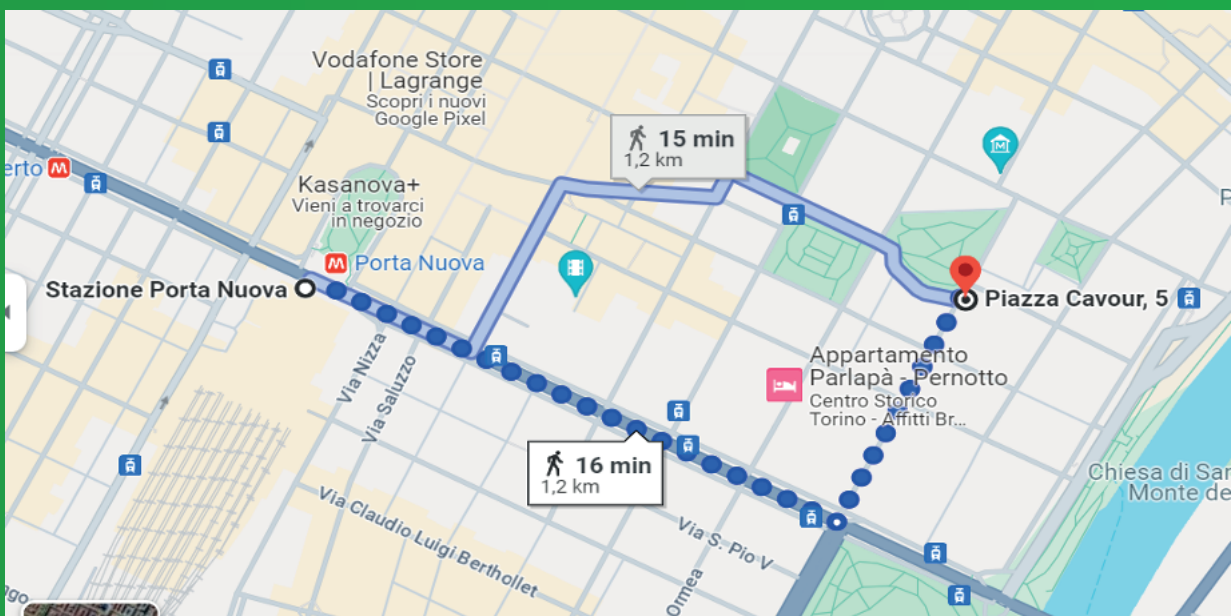 Vodafone Store
| Lagrange
Scopri i nuovi
Google Pixel
15 min
1,2 km
erto
Kasanova+
Vieni a trovarci
in negozio
Porta Nuova
Stazione Porta Nuova
Piazza Cavour, 5
Via Nizza
Via Saluzzo
Appartamento
Parlapà - Pernotto
Centro Storico
Torino - Affitti Br...
16 min
1,2 km
Chiesa di Sa
Monte de
Via Claudio Luigi Berthollet
Via S. Pio V
Ormea
ngo